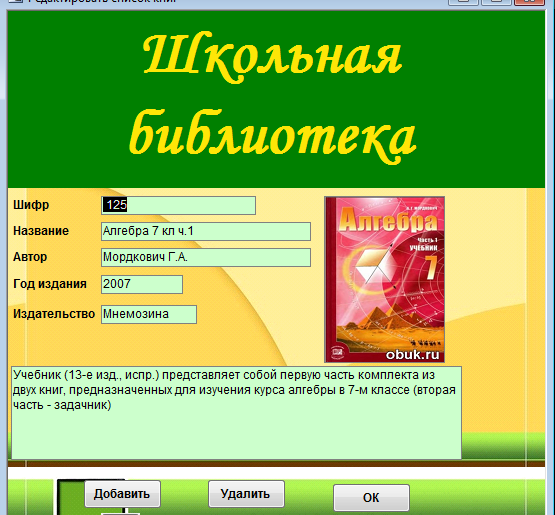 Редактировать список книг
Школьная
библиотека
Шифр 125
Название Алгебра 7 кл ч.1
Автор Мордкович Г.А.
Год издания 2007
Издательство Мнемозина
Алгебра
Часть 1
УЧЕБНИК
7
obuk.ru
Учебник (13-е изд., испр.) представляет собой первую часть комплекта из
двух книг, предназначенных для изучения курса алгебры в 7-м классе (вторая
часть - задачник)
Добавить Удалить ОК